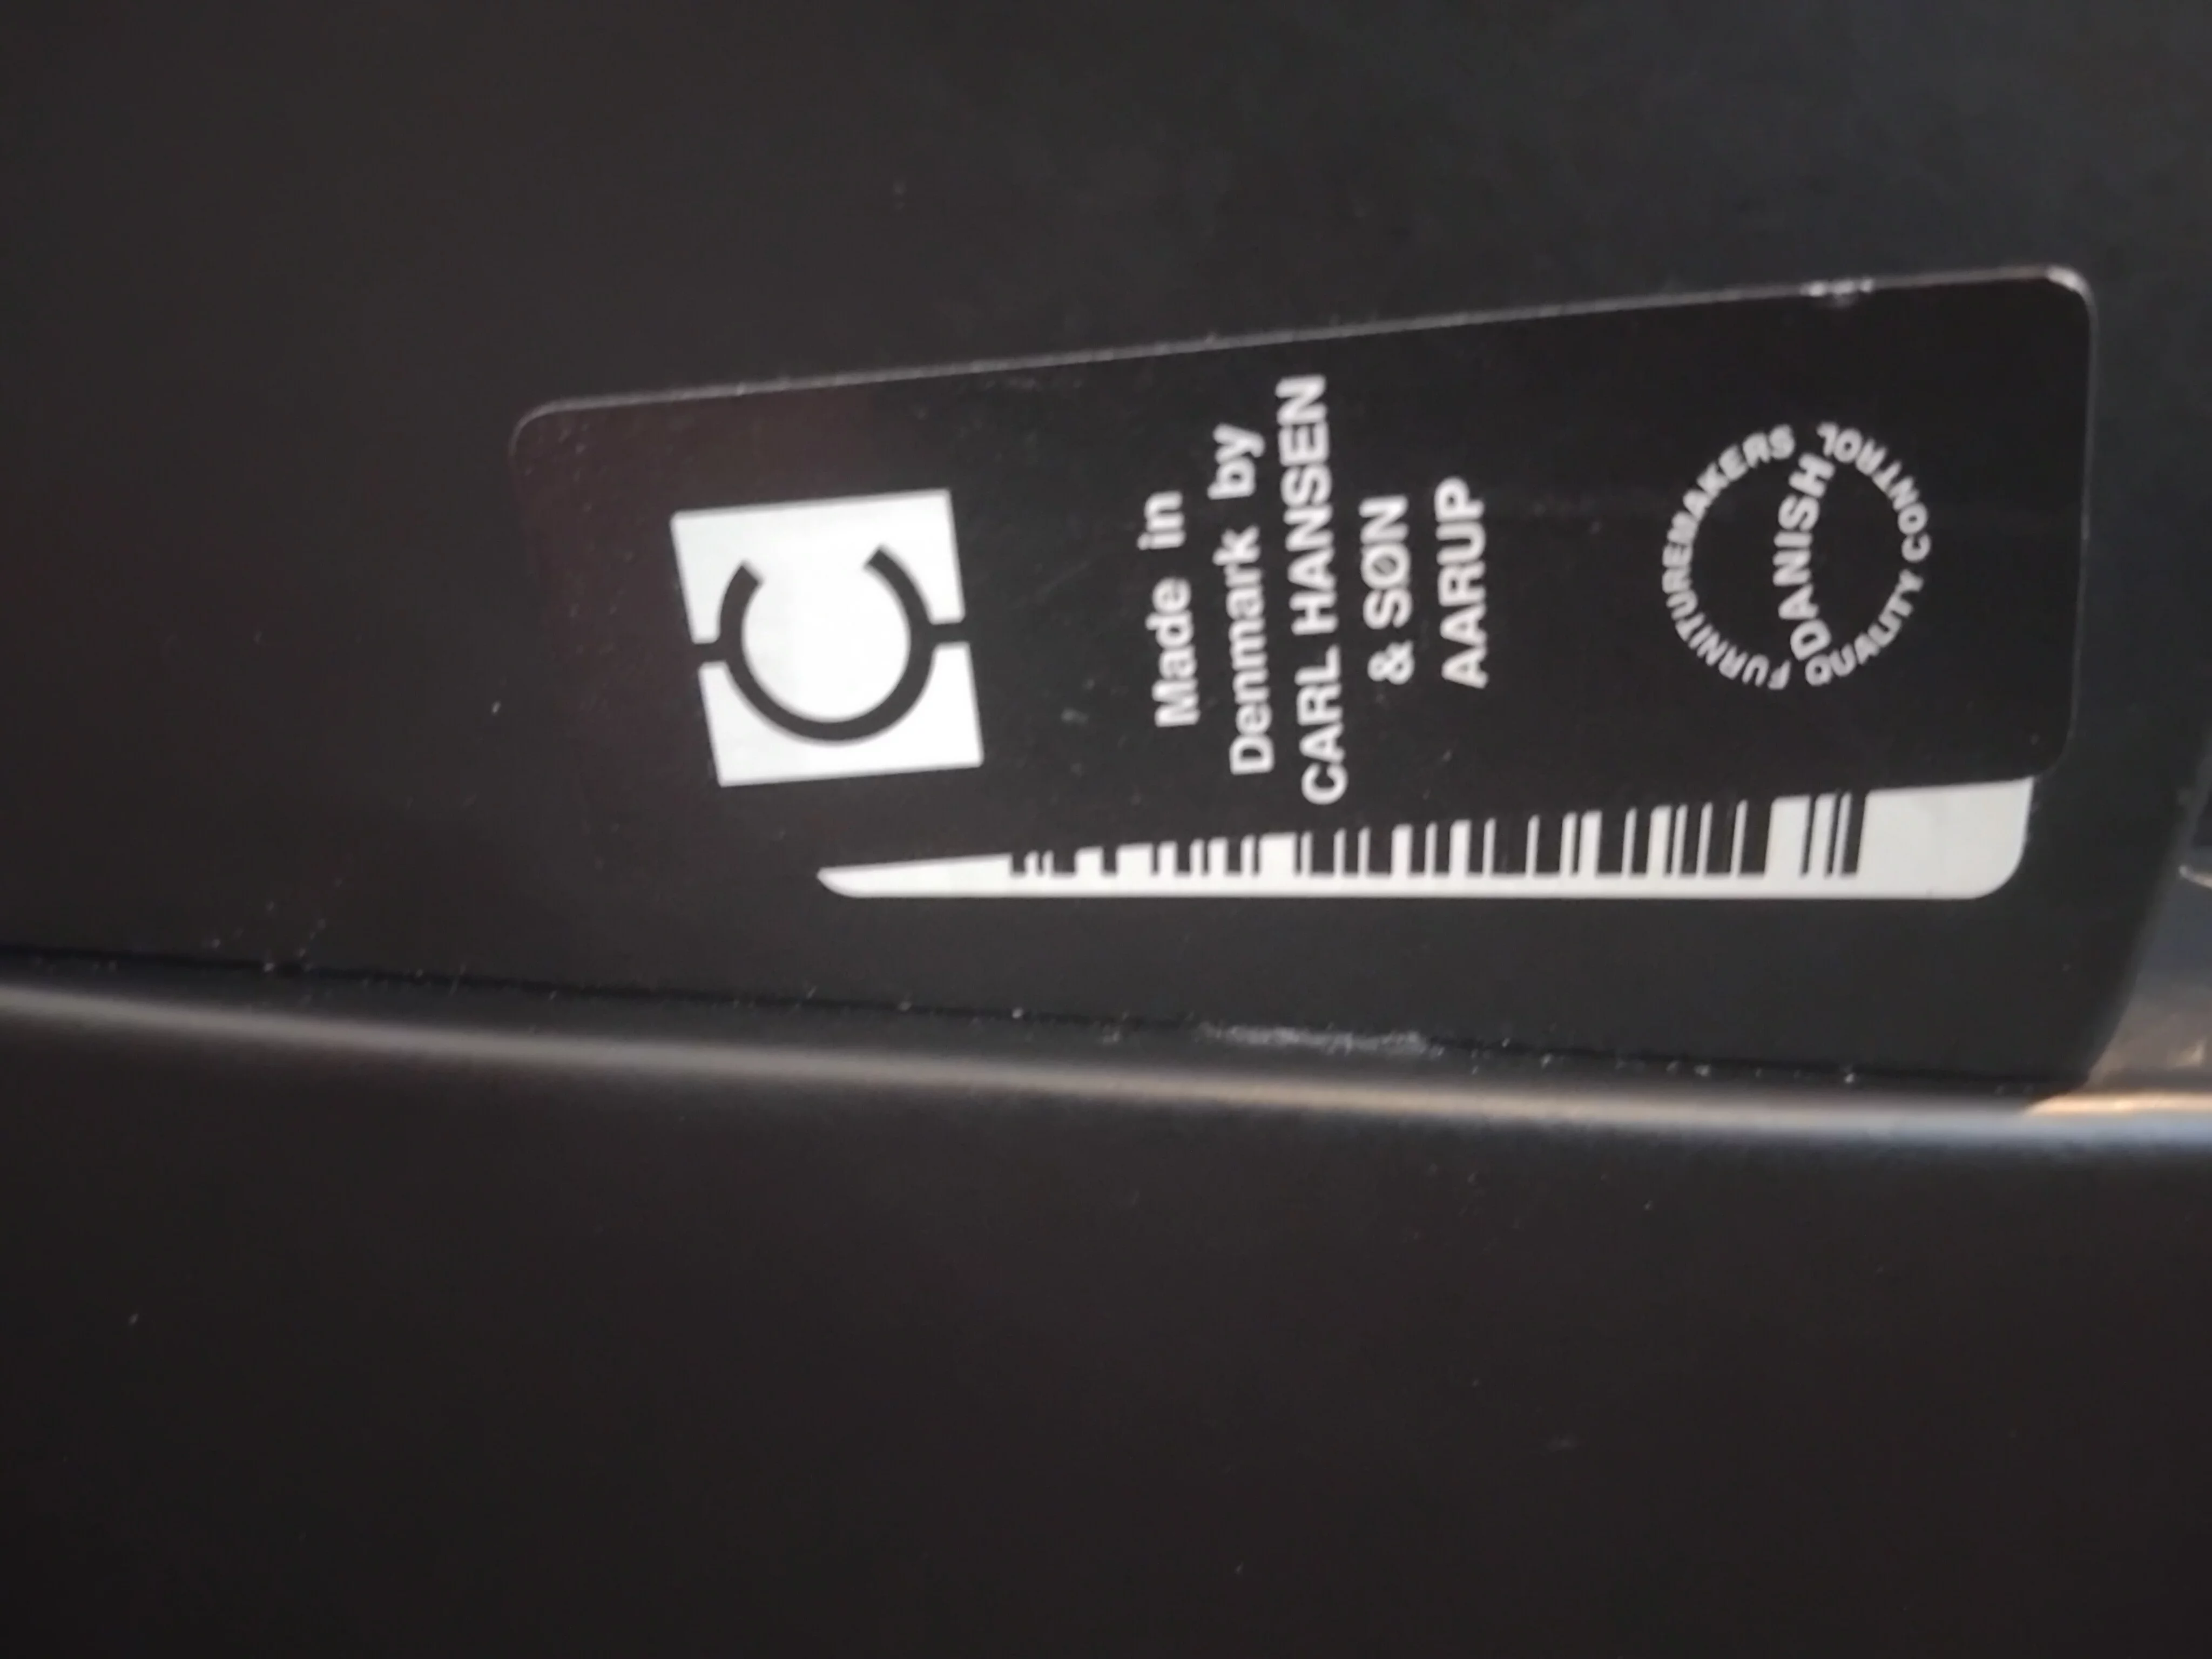 Made in
Denmark by
CARL HANSEN
& SØN
AARUP
FURNITUREMAKERS
DANISH
QUALITY CONTROL